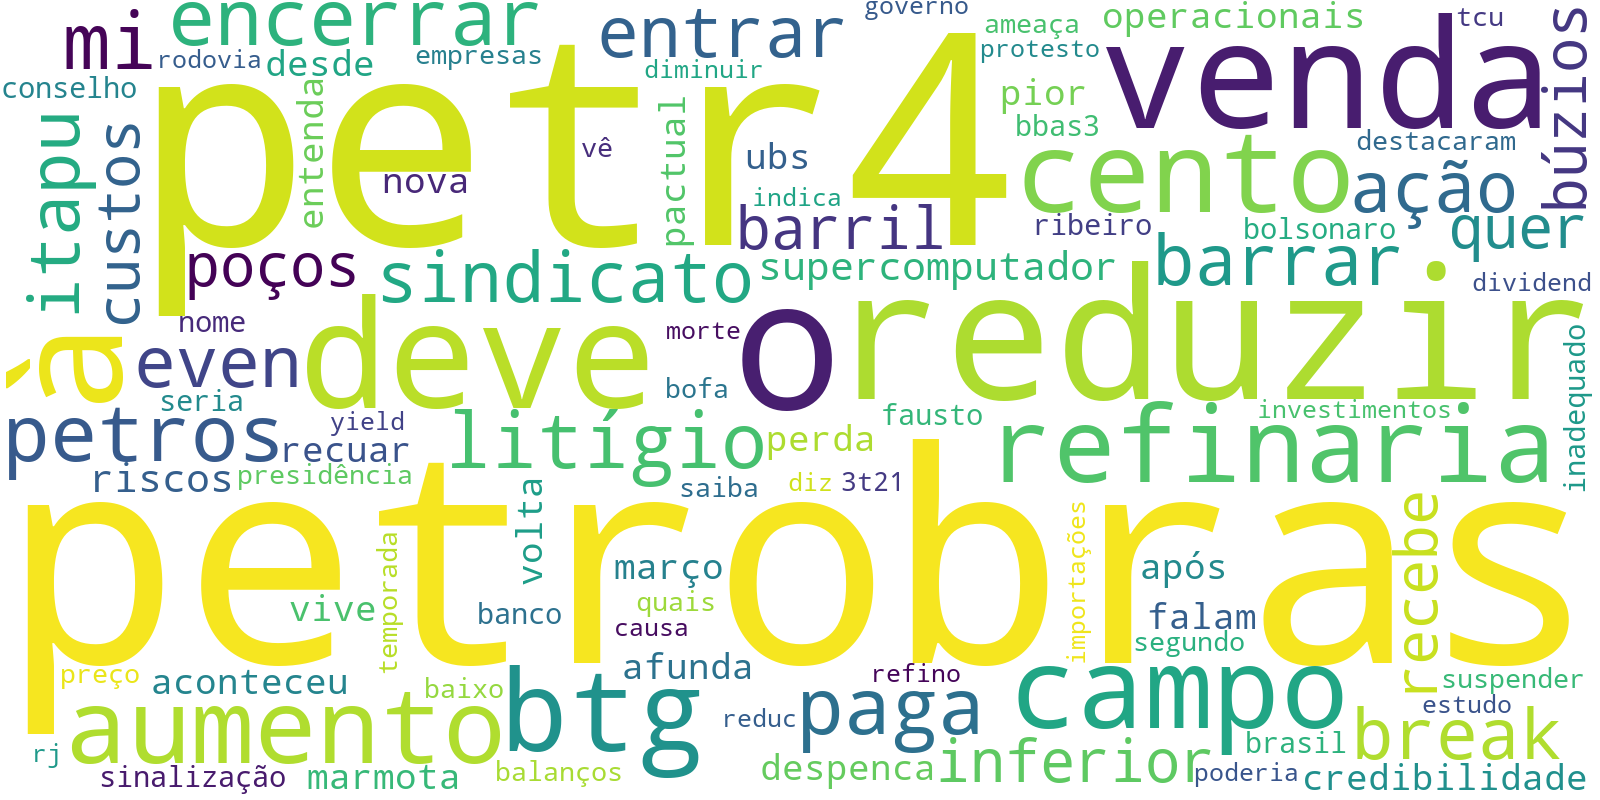 governo
encerrar
mi
entrar
ameaça
operacionais
tcu
rodovia
desde
empresas
diminuir
protesto
venda
búzios
conselho
petr4
pior
bbas3
destacaram
itapu
custos
entenda
nova
vê
pactual
ubs
indica
cento
ação
poços
barril
ribeiro
bolsonaro
quer
sindicato
supercomputador
barrar
dividend
nome
morte
à
even
deve
o
reduzir
inadequado
seria
bofa
petros
yield
recuar
litígio
perda
fausto
investimentos
refinaria
riscos
presidência
saiba
diz
3t21
petrobras
volta
temporada
março
após
importações
recebe
vive
banco
quais
causa
falam
segundo
preço
aconteceu
baixo
afunda
refino
suspender
aumento
btg
reduc
paga
campo
estudo
break
rj
brasil
sinalização
marmota
balanços
despenca
inferior
poderia
credibilidade